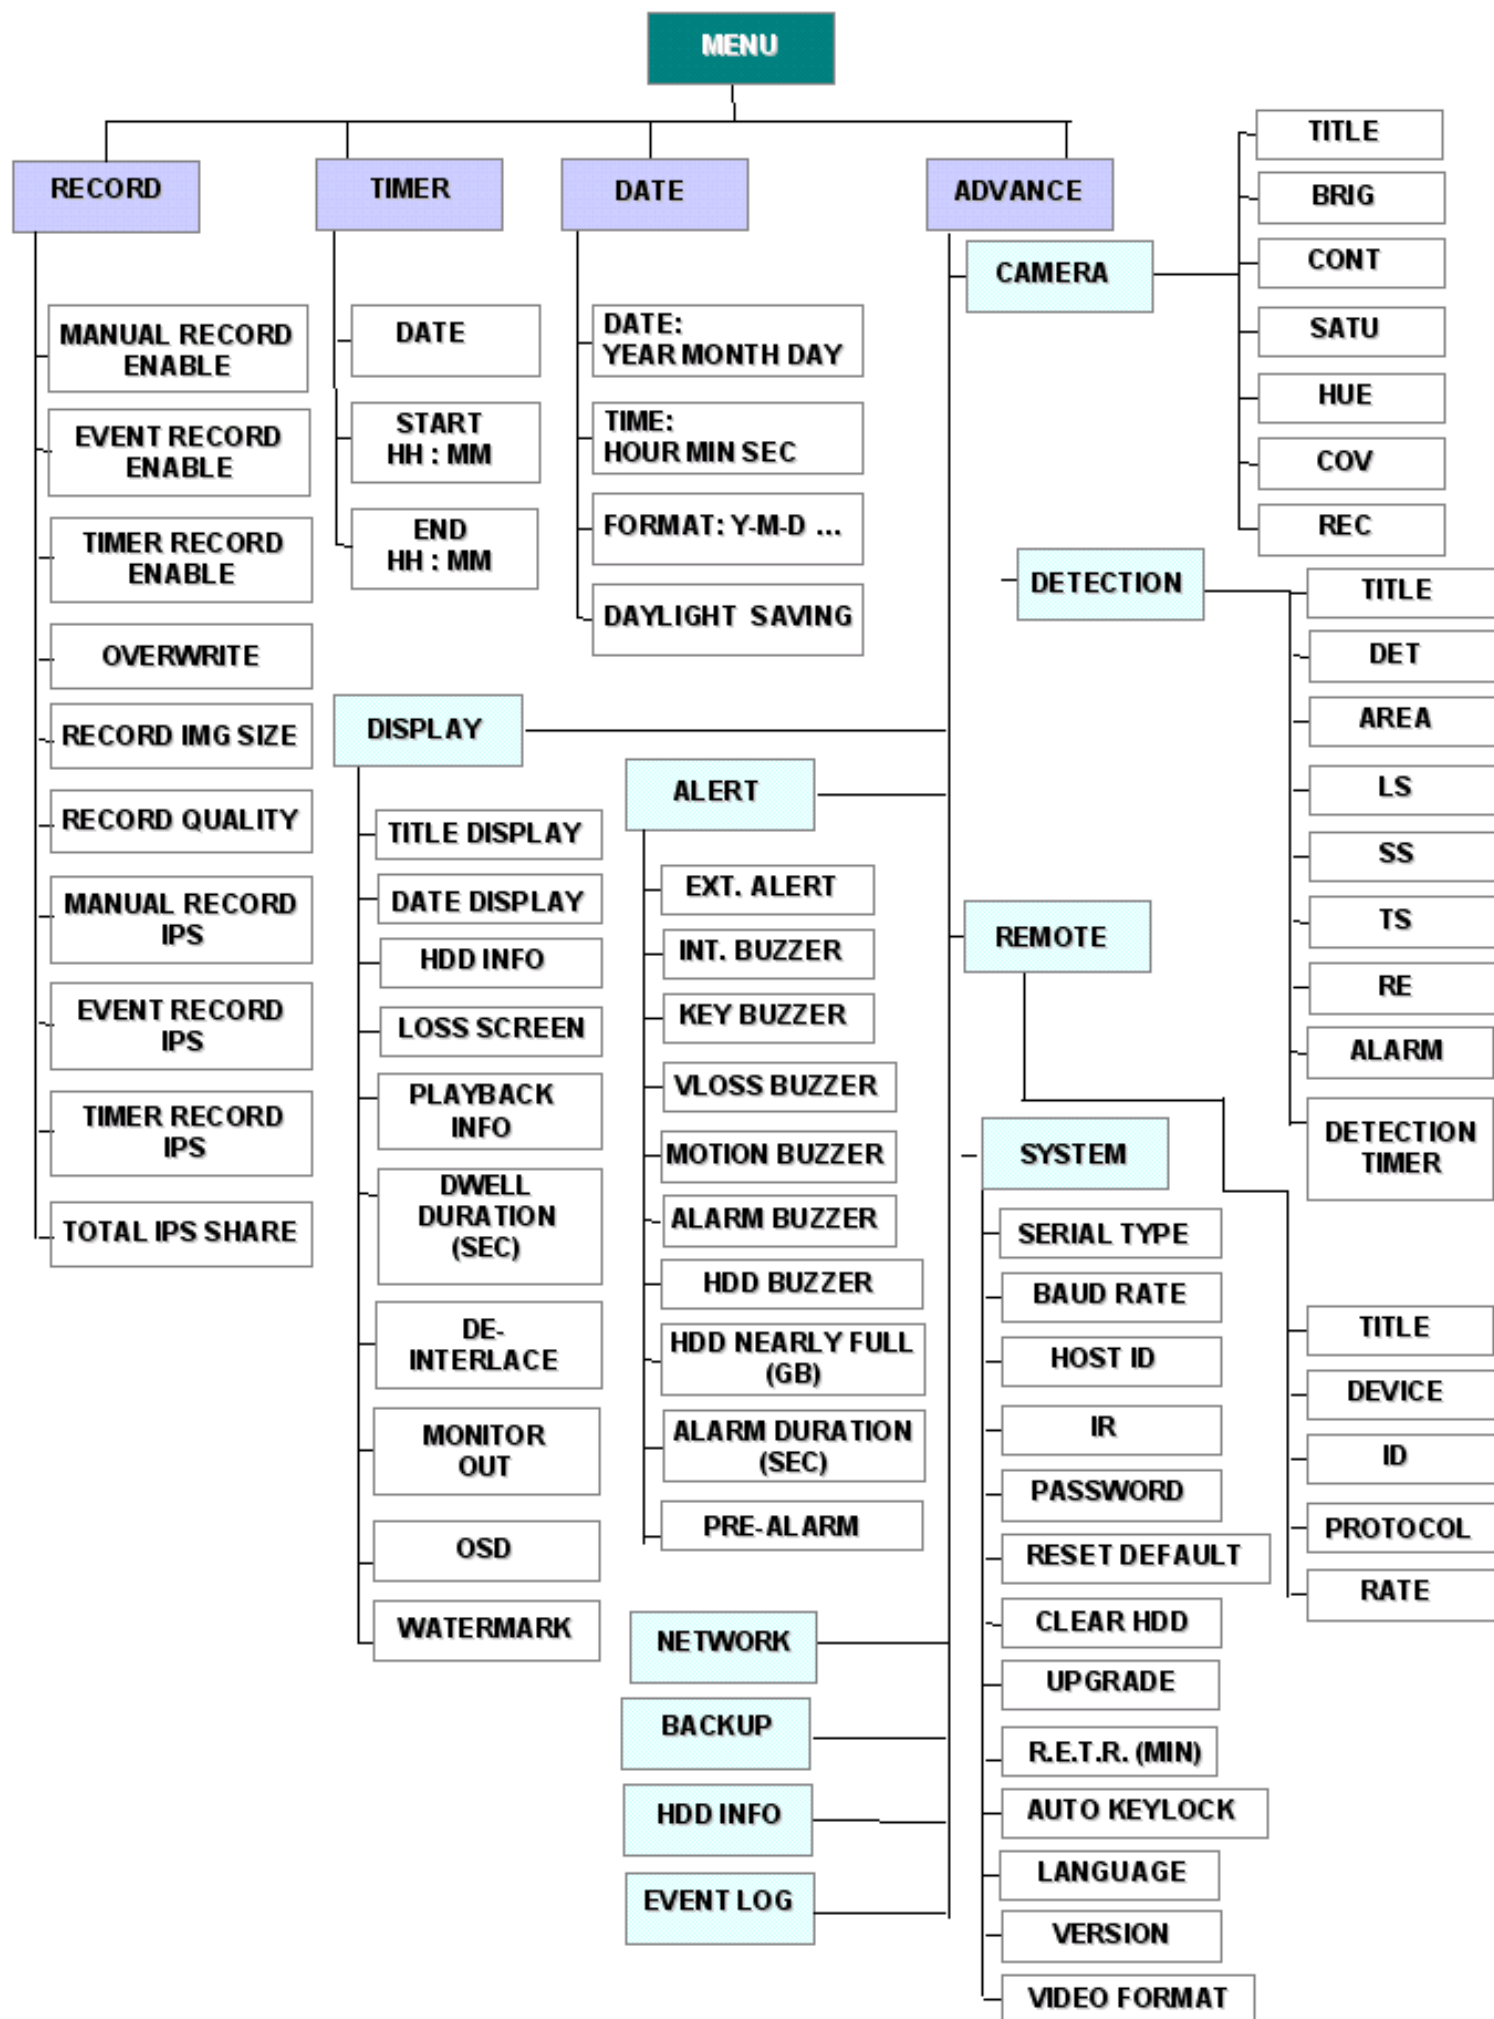 MENU
RECORD
MANUAL RECORD
ENABLE
EVENT RECORD
ENABLE
TIMER RECORD
ENABLE
OVERWRITE
RECORD IMG SIZE
RECORD QUALITY
MANUAL RECORD
IPS
EVENT RECORD
IPS
TIMER RECORD
IPS
TOTAL IPS SHARE
TIMER
DATE
START
HH : MM
END
HH : MM
DATE
DATE:
YEAR MONTH DAY
TIME:
HOUR MIN SEC
FORMAT: Y-M-D ...
DAYLIGHT SAVING
ADVANCE
CAMERA
TITLE
BRIG
CONT
SATU
HUE
COV
REC
DETECTION
TITLE
DET
AREA
LS
SS
TS
RE
ALARM
DETECTION
TIMER
DISPLAY
TITLE DISPLAY
DATE DISPLAY
HDD INFO
LOSS SCREEN
PLAYBACK
INFO
DWELL
DURATION
(SEC)
DE-
INTERLACE
MONITOR
OUT
OSD
WATERMARK
ALERT
EXT. ALERT
INT. BUZZER
KEY BUZZER
VLOSS BUZZER
MOTION BUZZER
ALARM BUZZER
HDD BUZZER
HDD NEARLY FULL
(GB)
ALARM DURATION
(SEC)
PRE-ALARM
REMOTE
TITLE
DEVICE
ID
PROTOCOL
RATE
SYSTEM
SERIAL TYPE
BAUD RATE
HOST ID
IR
PASSWORD
RESET DEFAULT
CLEAR HDD
UPGRADE
R.E.T.R. (MIN)
AUTO KEYLOCK
LANGUAGE
VERSION
VIDEO FORMAT
NETWORK
BACKUP
HDD INFO
EVENT LOG